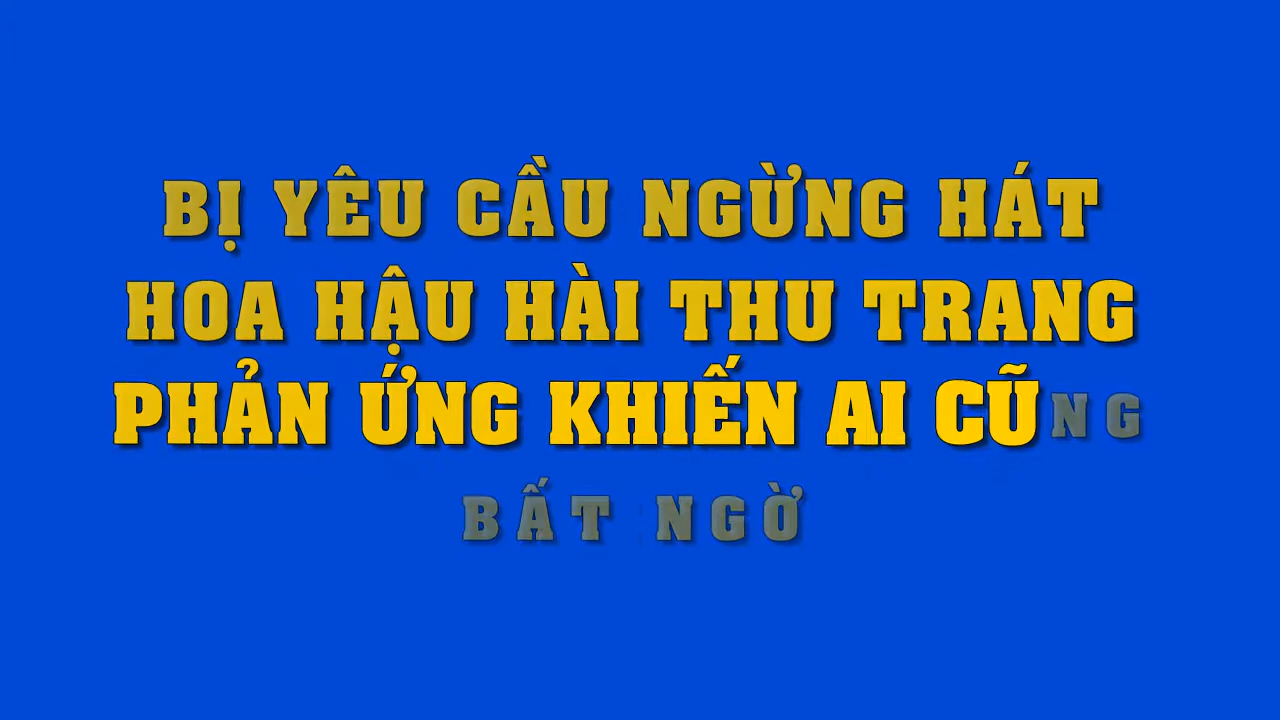 BỊ YÊU CẦU NGỪNG HÁT
HOA HẬU HÀI THU TRANG
PHẢN ỨNG KHIẾN AI CŨNG
BẤT NGỜ